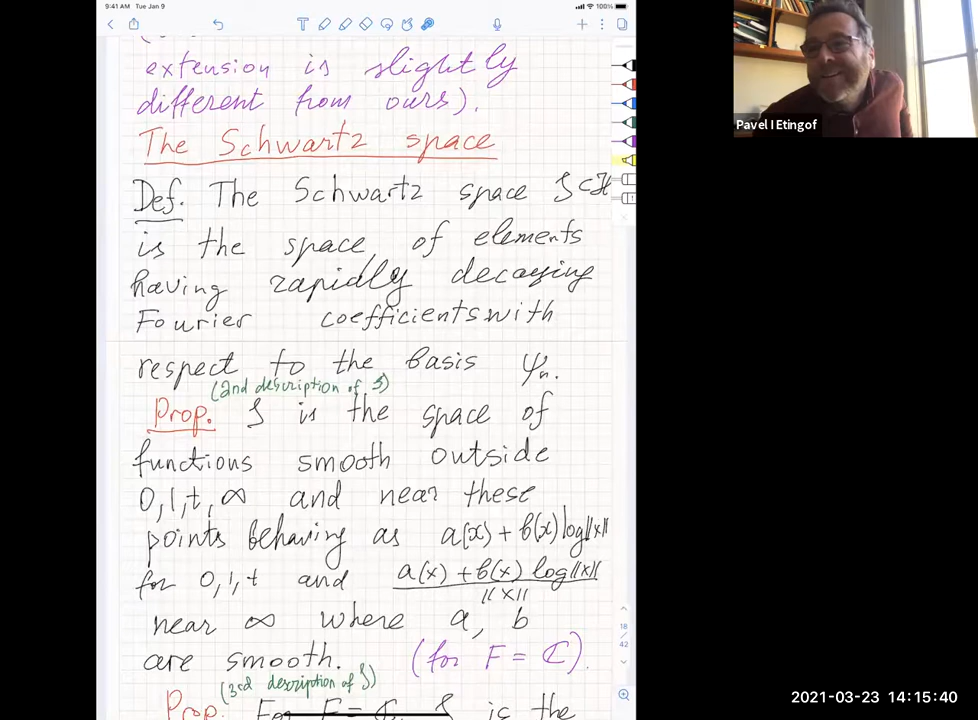 9:41 AM Tue Jan 9
100%
extension is slightly
different from ours).
The Schwartz space
Def. The Schwartz space S ⊂ H
is the space of elements
having rapidly decaying
Fourier coefficients with
respect to the basis ψₙ.
(2nd description of S)
Prop. S is the space of
functions smooth outside
0, 1, t, ∞ and near these
points behaving as a(x) + b(x) log‖x‖
for 0, 1, t and a(x) + b(x) log‖x‖
‖x‖
near ∞ where a, b
are smooth. (for F = ℂ).
(3rd description of S)
Prop. For F = ℂ, S is the
18
42
Pavel I Etingof
2021-03-23 14:15:40